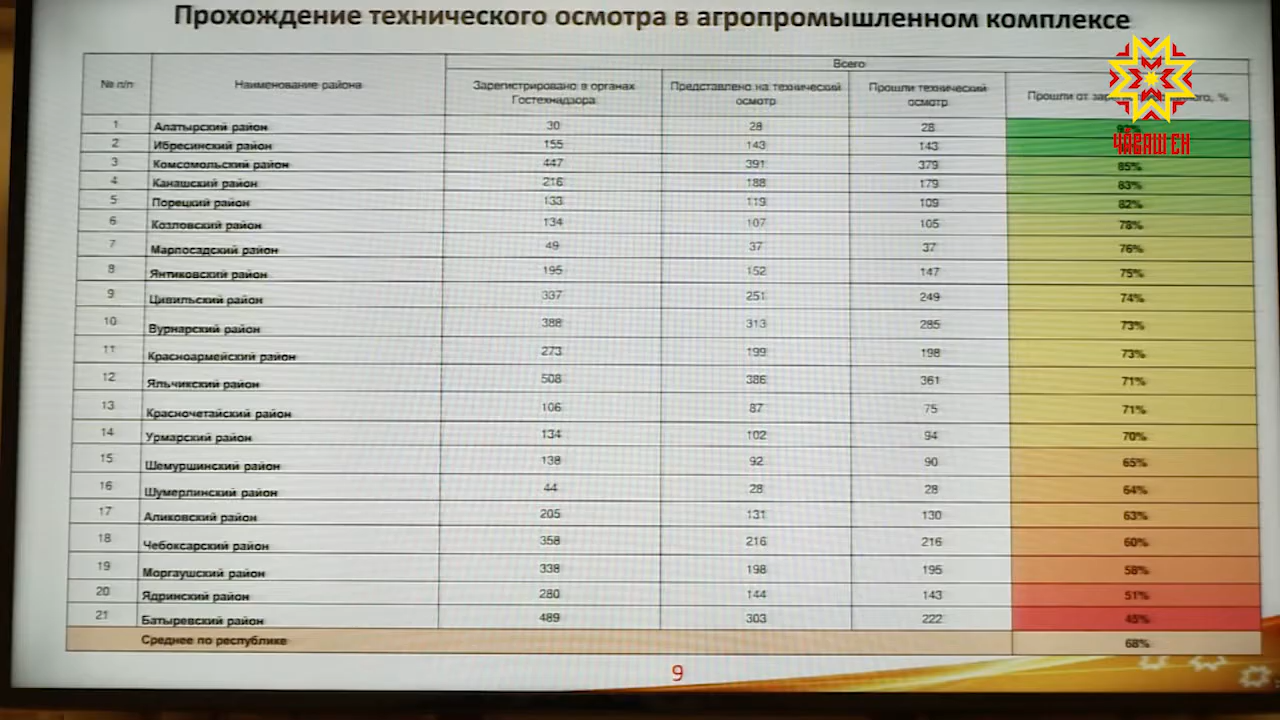 Прохождение технического осмотра в агропромышленном комплексе
№ п/п Наименование района Всего
Зарегистрировано в органах Гостехнадзора Представлено на технический осмотр Прошли технический осмотр Прошли от %
ЧӐВАШ ЕН
1 Алатырский район 30 28 28
2 Ибресинский район 155 143 143
3 Комсомольский район 447 391 379 85%
4 Канашский район 216 188 179 83%
5 Порецкий район 133 119 109 82%
6 Козловский район 134 107 105 78%
7 Марпосадский район 49 37 37 76%
8 Янтиковский район 195 152 147 75%
9 Цивильский район 337 251 249 74%
10 Вурнарский район 388 313 285 73%
11 Красноармейский район 273 199 198 73%
12 Яльчикский район 508 386 361 71%
13 Красночетайский район 106 87 75 71%
14 Урмарский район 134 102 94 70%
15 Шемуршинский район 138 92 90 65%
16 Шумерлинский район 44 28 28 64%
17 Аликовский район 205 131 130 63%
18 Чебоксарский район 358 216 216 60%
19 Моргаушский район 338 198 195 58%
20 Ядринский район 280 144 143 51%
21 Батыревский район 489 303 222 45%
Среднее по республике 68%
9